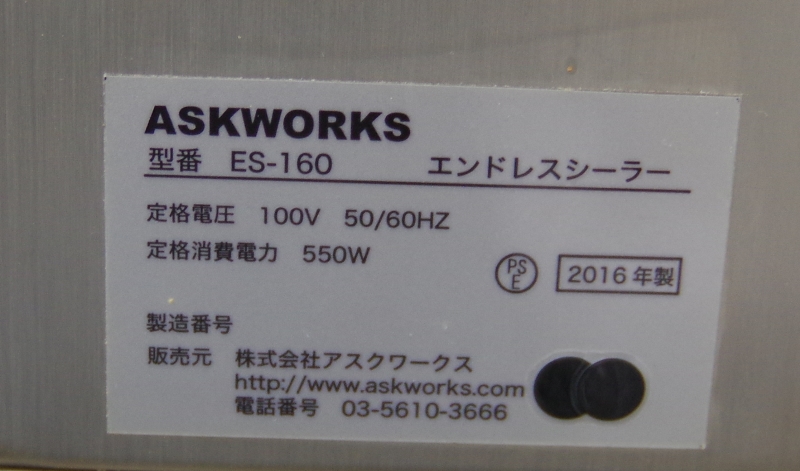 ASKWORKS
型番 ES-160 エンドレスシーラー
定格電圧 100V 50/60HZ
定格消費電力 550W
PS
E
2016年製
製造番号
販売元 株式会社アスクワークス
http://www.askworks.com
電話番号 03-5610-3666